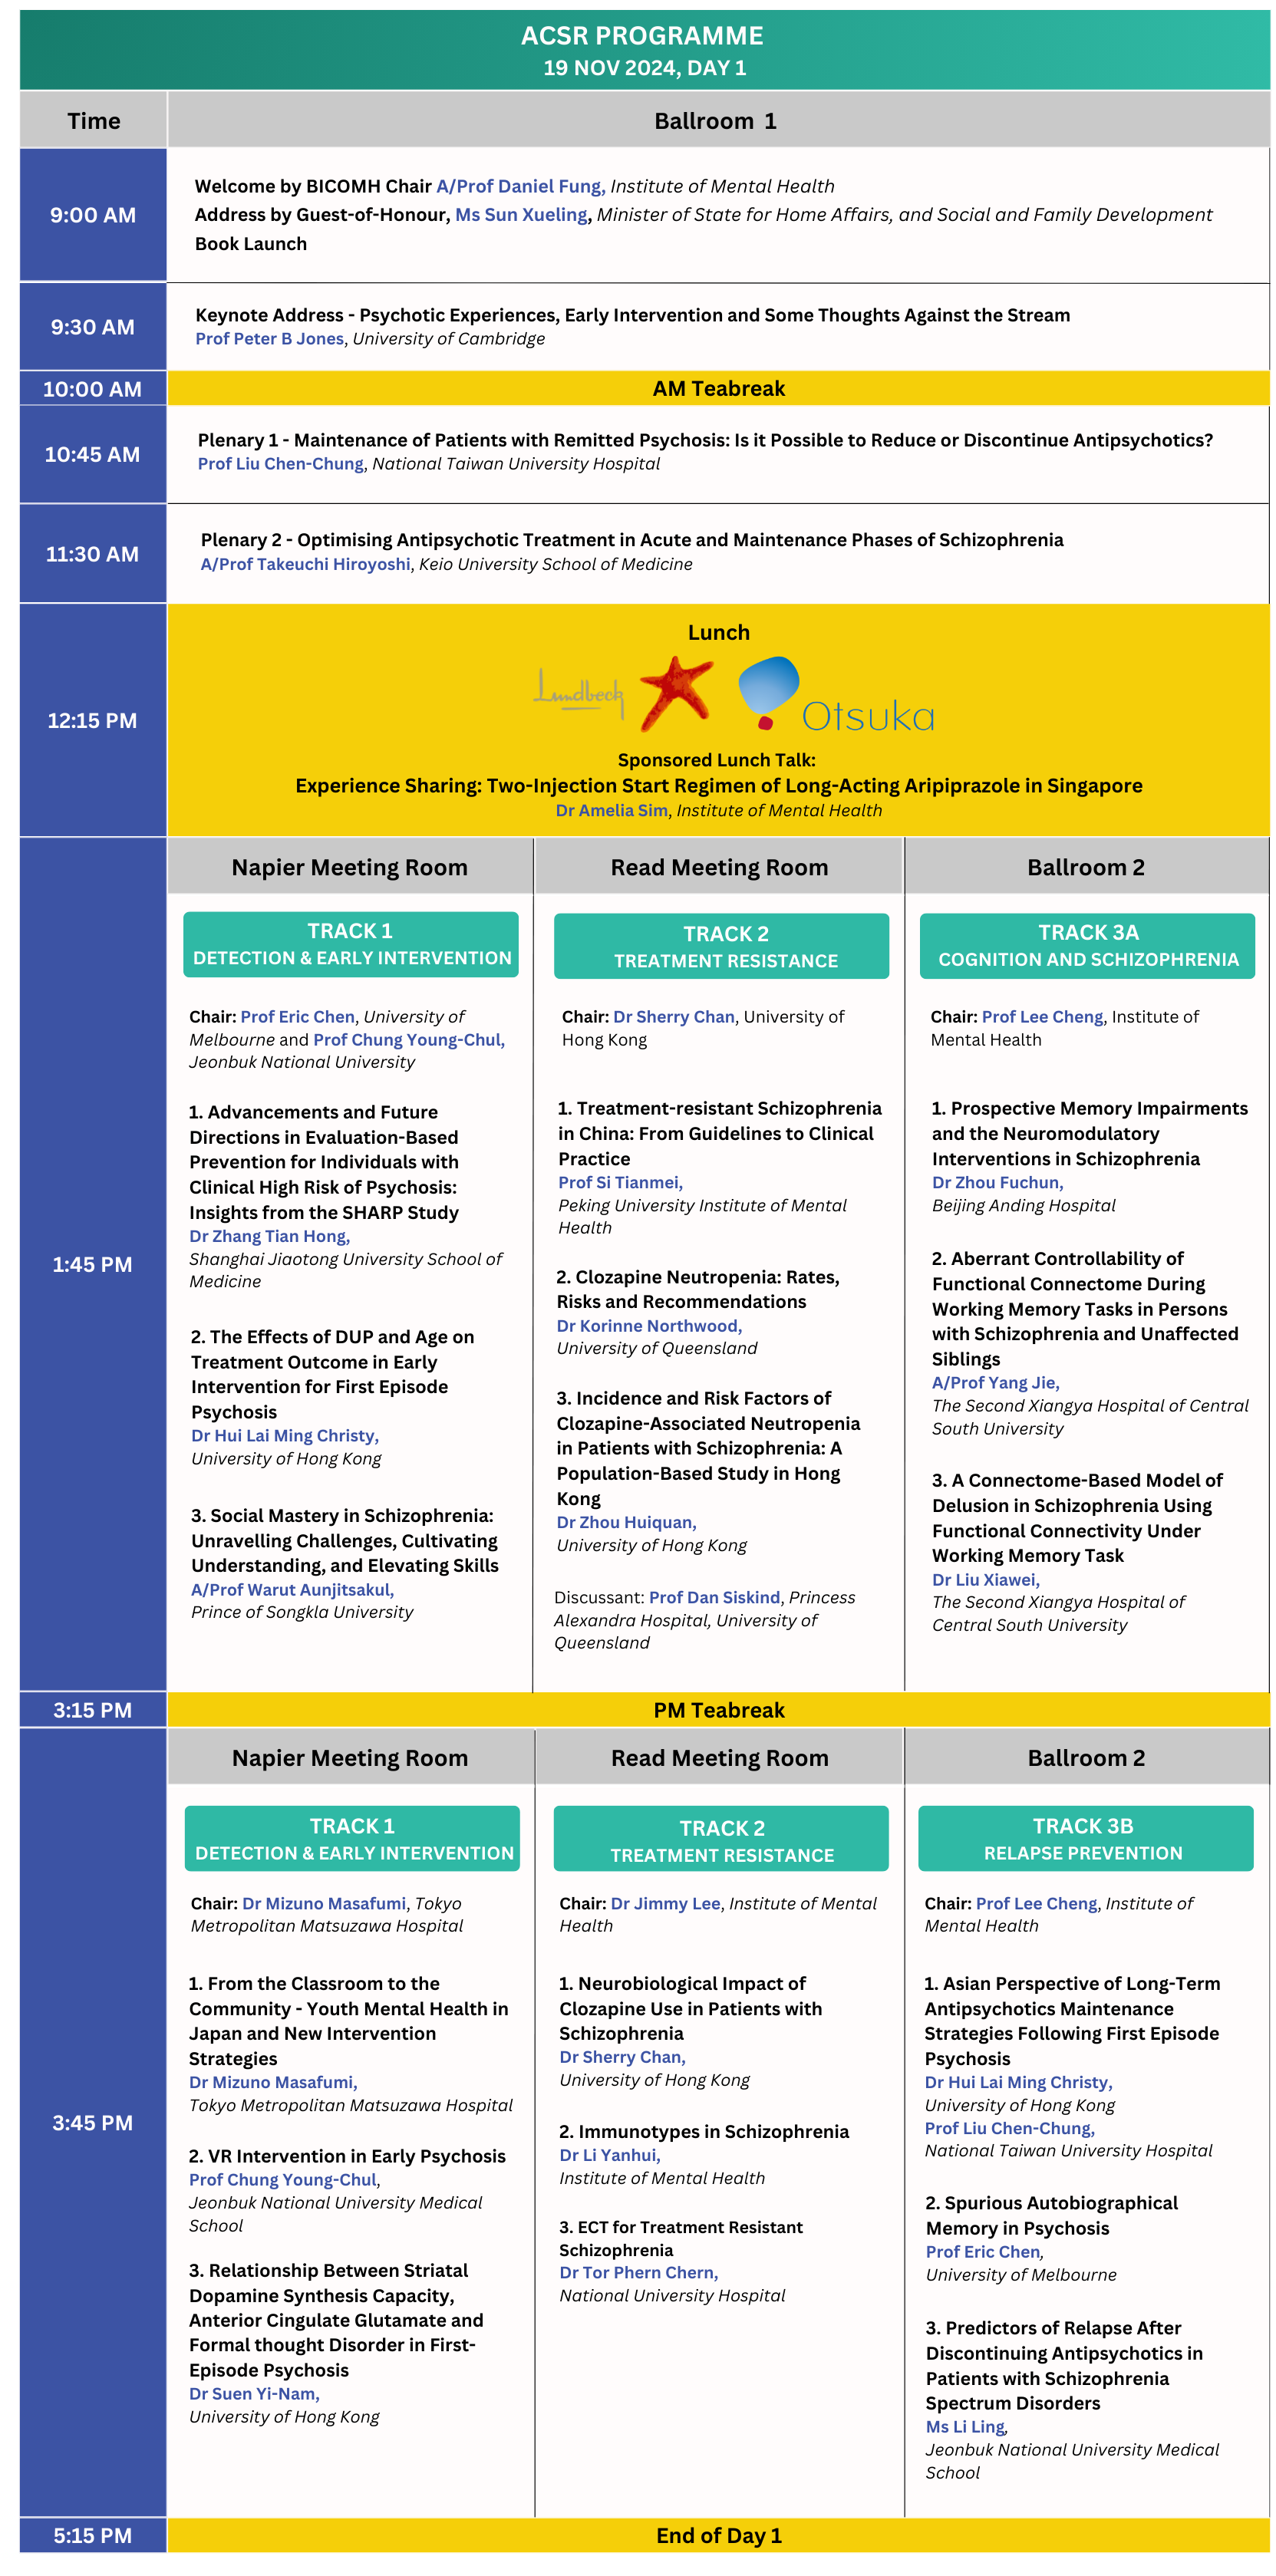 ACSR PROGRAMME
19 NOV 2024, DAY 1
Time
Ballroom 1
9:00 AM
Welcome by BICOMH Chair A/Prof Daniel Fung, Institute of Mental Health
Address by Guest-of-Honour, Ms Sun Xueling, Minister of State for Home Affairs, and Social and Family Development
Book Launch
9:30 AM
Keynote Address - Psychotic Experiences, Early Intervention and Some Thoughts Against the Stream
Prof Peter B Jones, University of Cambridge
10:00 AM
AM Teabreak
10:45 AM
Plenary 1 - Maintenance of Patients with Remitted Psychosis: Is it Possible to Reduce or Discontinue Antipsychotics?
Prof Liu Chen-Chung, National Taiwan University Hospital
11:30 AM
Plenary 2 - Optimising Antipsychotic Treatment in Acute and Maintenance Phases of Schizophrenia
A/Prof Takeuchi Hiroyoshi, Keio University School of Medicine
12:15 PM
Lunch
Lundbeck
Otsuka
Sponsored Lunch Talk:
Experience Sharing: Two-Injection Start Regimen of Long-Acting Aripiprazole in Singapore
Dr Amelia Sim, Institute of Mental Health
1:45 PM
Napier Meeting Room
TRACK 1
DETECTION & EARLY INTERVENTION
Chair: Prof Eric Chen, University of
Melbourne and Prof Chung Young-Chul,
Jeonbuk National University
1. Advancements and Future
Directions in Evaluation-Based
Prevention for Individuals with
Clinical High Risk of Psychosis:
Insights from the SHARP Study
Dr Zhang Tian Hong,
Shanghai Jiaotong University School of
Medicine
2. The Effects of DUP and Age on
Treatment Outcome in Early
Intervention for First Episode
Psychosis
Dr Hui Lai Ming Christy,
University of Hong Kong
3. Social Mastery in Schizophrenia:
Unravelling Challenges, Cultivating
Understanding, and Elevating Skills
A/Prof Warut Aunjitsakul,
Prince of Songkla University
Read Meeting Room
TRACK 2
TREATMENT RESISTANCE
Chair: Dr Sherry Chan, University of
Hong Kong
1. Treatment-resistant Schizophrenia
in China: From Guidelines to Clinical
Practice
Prof Si Tianmei,
Peking University Institute of Mental
Health
2. Clozapine Neutropenia: Rates,
Risks and Recommendations
Dr Korinne Northwood,
University of Queensland
3. Incidence and Risk Factors of
Clozapine-Associated Neutropenia
in Patients with Schizophrenia: A
Population-Based Study in Hong
Kong
Dr Zhou Huiquan,
University of Hong Kong
Discussant: Prof Dan Siskind, Princess
Alexandra Hospital, University of
Queensland
Ballroom 2
TRACK 3A
COGNITION AND SCHIZOPHRENIA
Chair: Prof Lee Cheng, Institute of
Mental Health
1. Prospective Memory Impairments
and the Neuromodulatory
Interventions in Schizophrenia
Dr Zhou Fuchun,
Beijing Anding Hospital
2. Aberrant Controllability of
Functional Connectome During
Working Memory Tasks in Persons
with Schizophrenia and Unaffected
Siblings
A/Prof Yang Jie,
The Second Xiangya Hospital of Central
South University
3. A Connectome-Based Model of
Delusion in Schizophrenia Using
Functional Connectivity Under
Working Memory Task
Dr Liu Xiawei,
The Second Xiangya Hospital of
Central South University
3:15 PM
PM Teabreak
3:45 PM
Napier Meeting Room
TRACK 1
DETECTION & EARLY INTERVENTION
Chair: Dr Mizuno Masafumi, Tokyo
Metropolitan Matsuzawa Hospital
1. From the Classroom to the
Community - Youth Mental Health in
Japan and New Intervention
Strategies
Dr Mizuno Masafumi,
Tokyo Metropolitan Matsuzawa Hospital
2. VR Intervention in Early Psychosis
Prof Chung Young-Chul,
Jeonbuk National University Medical
School
3. Relationship Between Striatal
Dopamine Synthesis Capacity,
Anterior Cingulate Glutamate and
Formal thought Disorder in First-
Episode Psychosis
Dr Suen Yi-Nam,
University of Hong Kong
Read Meeting Room
TRACK 2
TREATMENT RESISTANCE
Chair: Dr Jimmy Lee, Institute of Mental
Health
1. Neurobiological Impact of
Clozapine Use in Patients with
Schizophrenia
Dr Sherry Chan,
University of Hong Kong
2. Immunotypes in Schizophrenia
Dr Li Yanhui,
Institute of Mental Health
3. ECT for Treatment Resistant
Schizophrenia
Dr Tor Phern Chern,
National University Hospital
Ballroom 2
TRACK 3B
RELAPSE PREVENTION
Chair: Prof Lee Cheng, Institute of
Mental Health
1. Asian Perspective of Long-Term
Antipsychotics Maintenance
Strategies Following First Episode
Psychosis
Dr Hui Lai Ming Christy,
University of Hong Kong
Prof Liu Chen-Chung,
National Taiwan University Hospital
2. Spurious Autobiographical
Memory in Psychosis
Prof Eric Chen,
University of Melbourne
3. Predictors of Relapse After
Discontinuing Antipsychotics in
Patients with Schizophrenia
Spectrum Disorders
Ms Li Ling,
Jeonbuk National University Medical
School
5:15 PM
End of Day 1